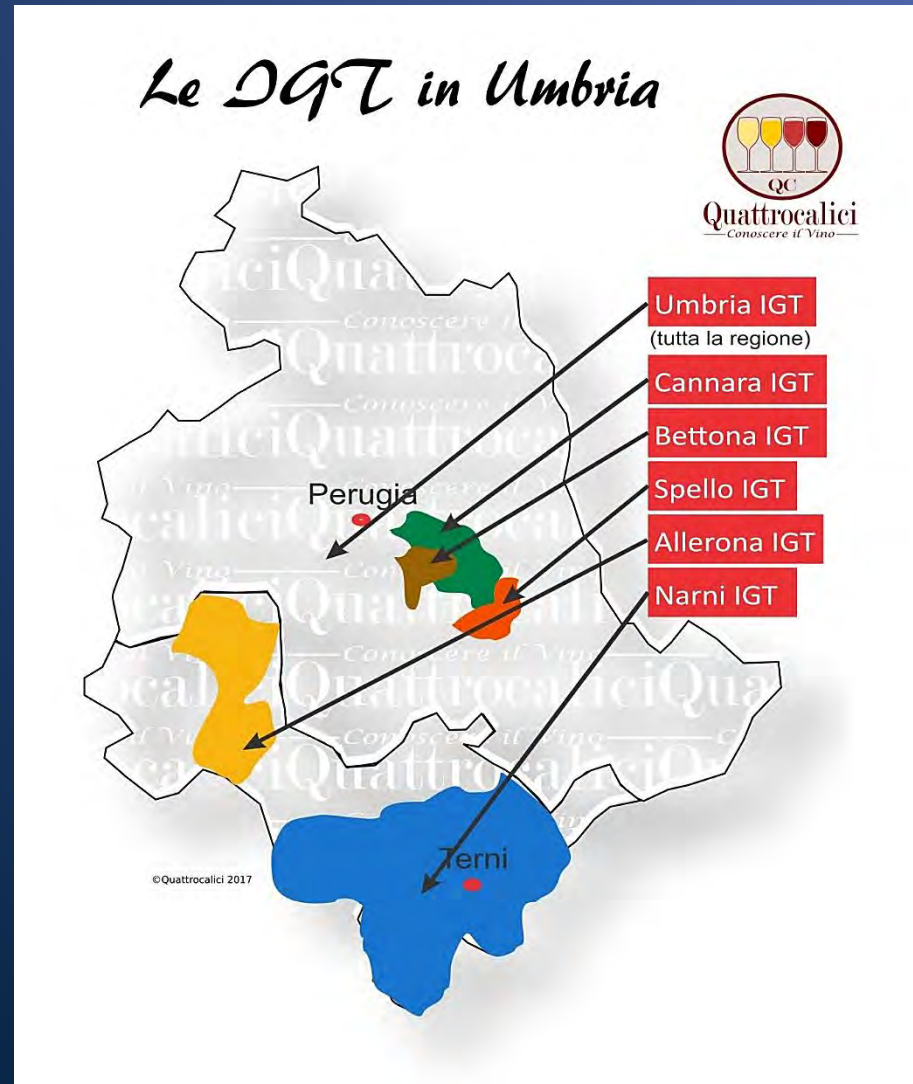 Le IGT in Umbria
QC
Quattrocalici
Conoscere il Vino
Umbria IGT
(tutta la regione)
Cannara IGT
Bettona IGT
Spello IGT
Allerona IGT
Narni IGT
Perugia
Terni
©Quattrocalici 2017